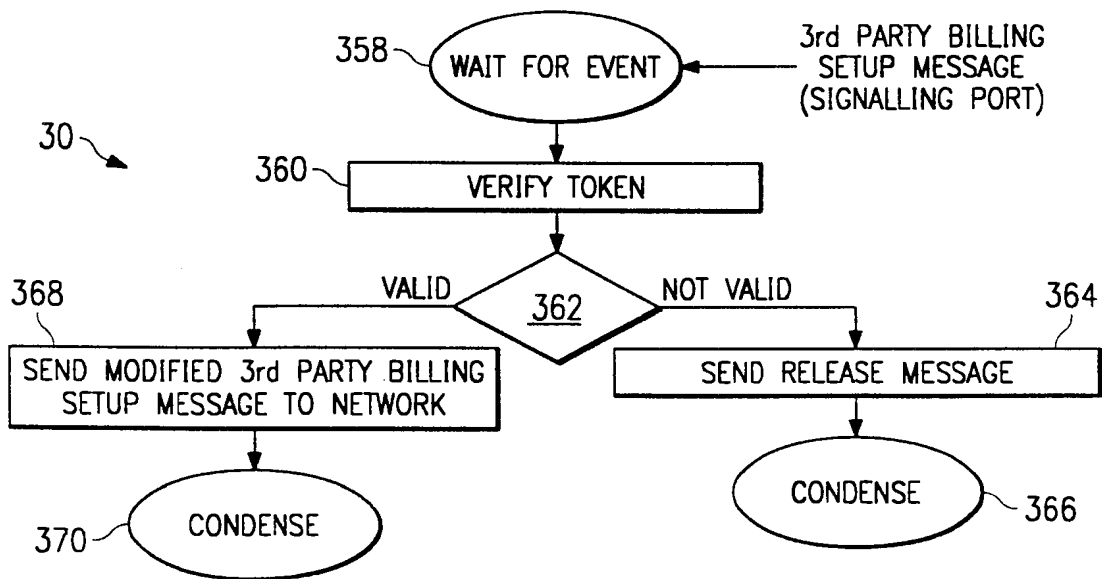 358
WAIT FOR EVENT
3rd PARTY BILLING
SETUP MESSAGE
(SIGNALLING PORT)
30
360
VERIFY TOKEN
VALID
362
NOT VALID
368
SEND MODIFIED 3rd PARTY BILLING
SETUP MESSAGE TO NETWORK
364
SEND RELEASE MESSAGE
370
CONDENSE
CONDENSE
366